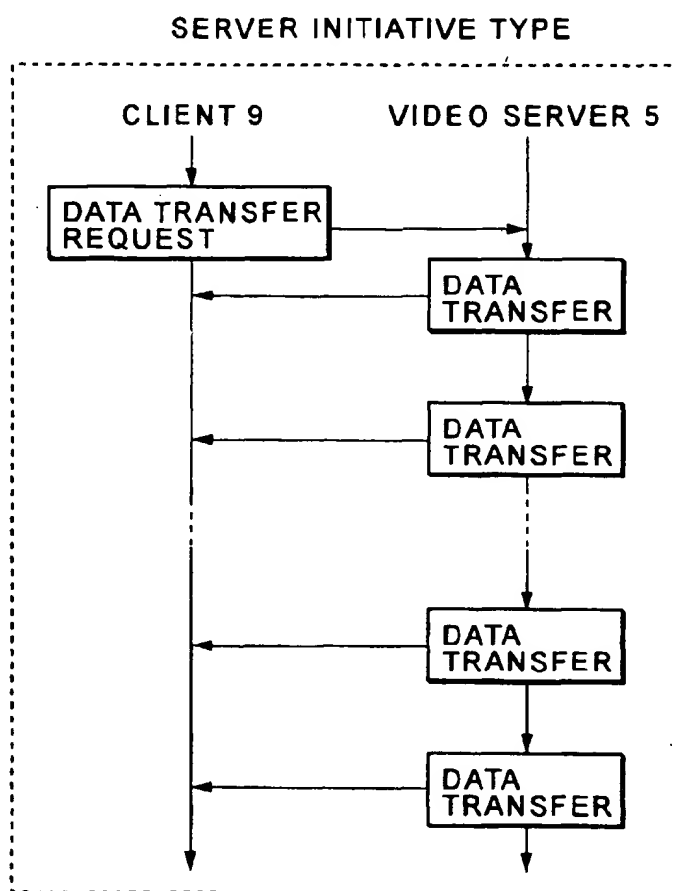 SERVER INITIATIVE TYPE
CLIENT 9
VIDEO SERVER 5
DATA TRANSFER
REQUEST
DATA
TRANSFER
DATA
TRANSFER
DATA
TRANSFER
DATA
TRANSFER